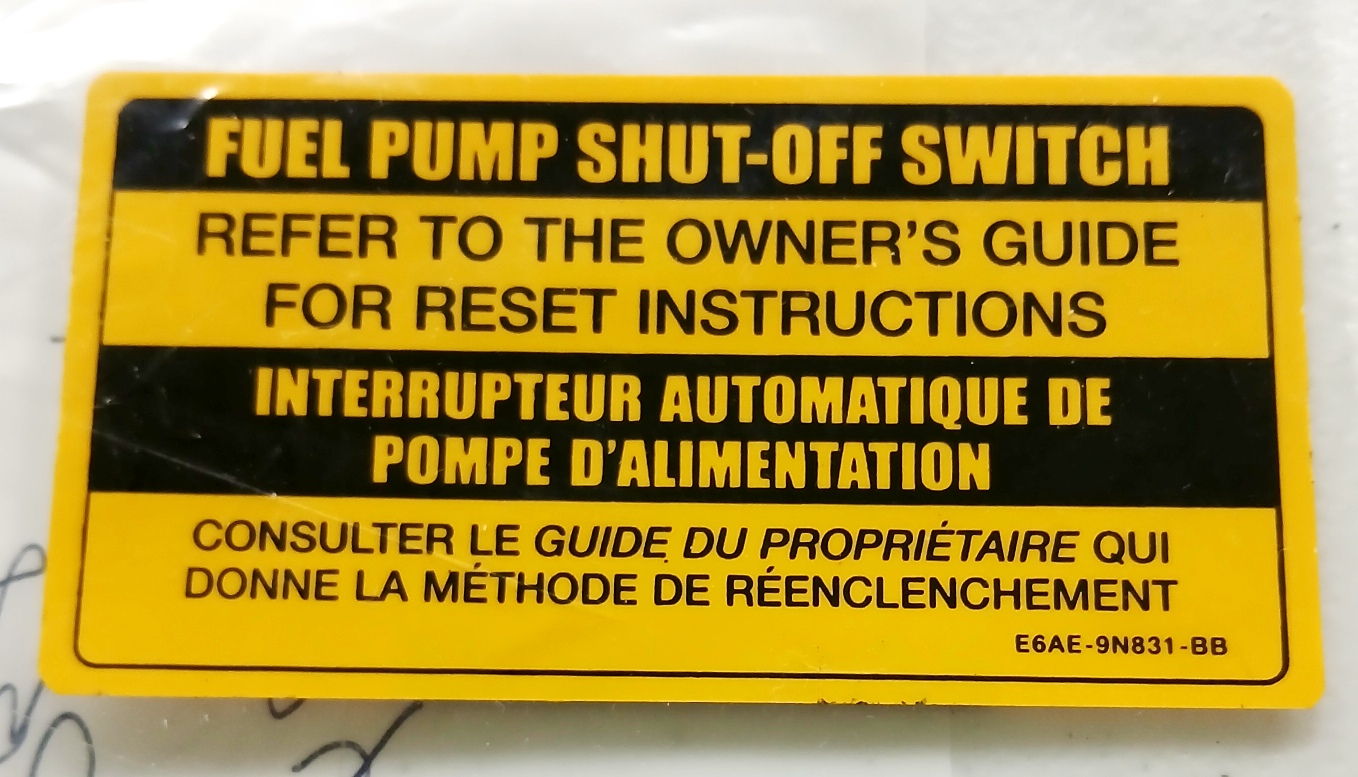 FUEL PUMP SHUT-OFF SWITCH
REFER TO THE OWNER'S GUIDE
FOR RESET INSTRUCTIONS
INTERRUPTEUR AUTOMATIQUE DE
POMPE D'ALIMENTATION
CONSULTER LE GUIDE DU PROPRIÉTAIRE QUI
DONNE LA MÉTHODE DE RÉENCLENCHEMENT
E6AE-9N831-BB